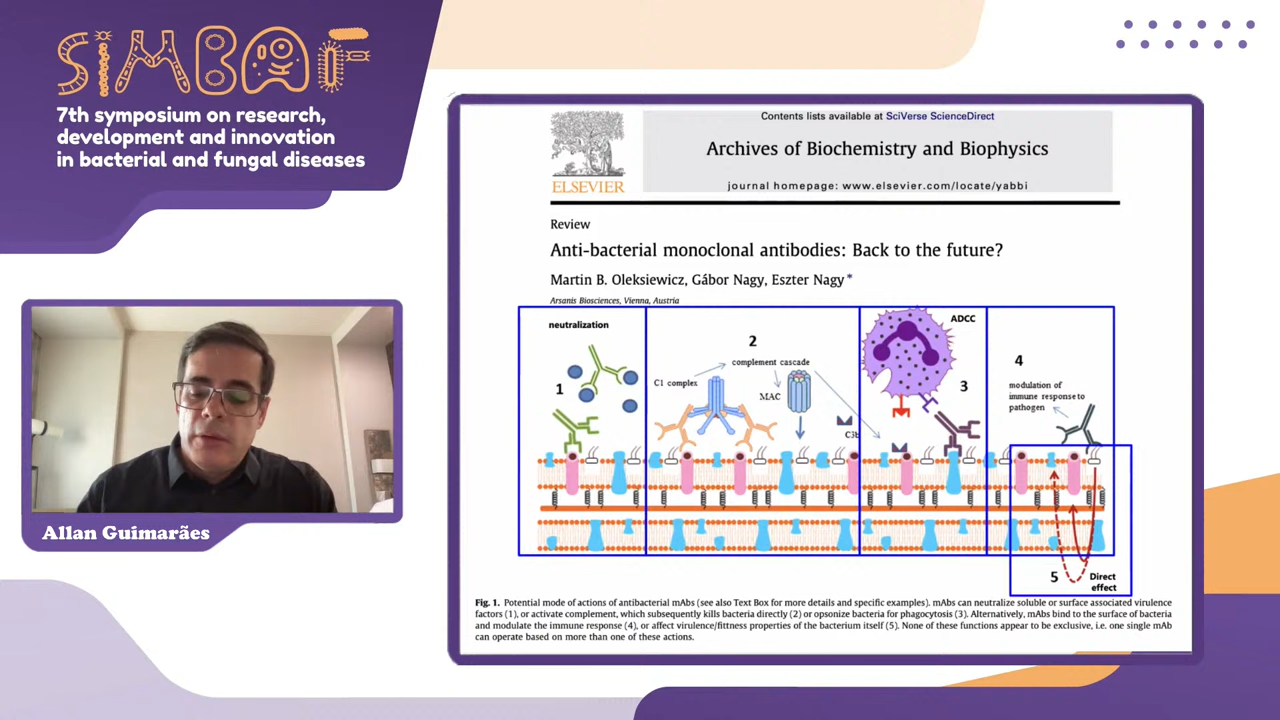 SIMBAF
7th symposium on research,
development and innovation
in bacterial and fungal diseases
Allan Guimarães
ELSEVIER
Contents lists available at SciVerse ScienceDirect
Archives of Biochemistry and Biophysics
journal homepage: www.elsevier.com/locate/yabbi
Review
Anti-bacterial monoclonal antibodies: Back to the future?
Martin B. Oleksiewicz, Gábor Nagy, Eszter Nagy *
Arsanis Biosciences, Vienna, Austria
neutralization
1
2
complement cascade
C1 complex
MAC
C3b
ADCC
3
4
modulation of
immune response to
pathogen
5
Direct
effect
Fig. 1. Potential mode of actions of antibacterial mAbs (see also Text Box for more details and specific examples). mAbs can neutralize soluble or surface associated virulence
factors (1), or activate complement, which subsequently kills bacteria directly (2) or opsonize bacteria for phagocytosis (3). Alternatively, mAbs bind to the surface of bacteria
and modulate the immune response (4), or affect virulence/fitness properties of the bacterium itself (5). None of these functions appear to be exclusive, i.e. one single mAb
can operate based on more than one of these actions.